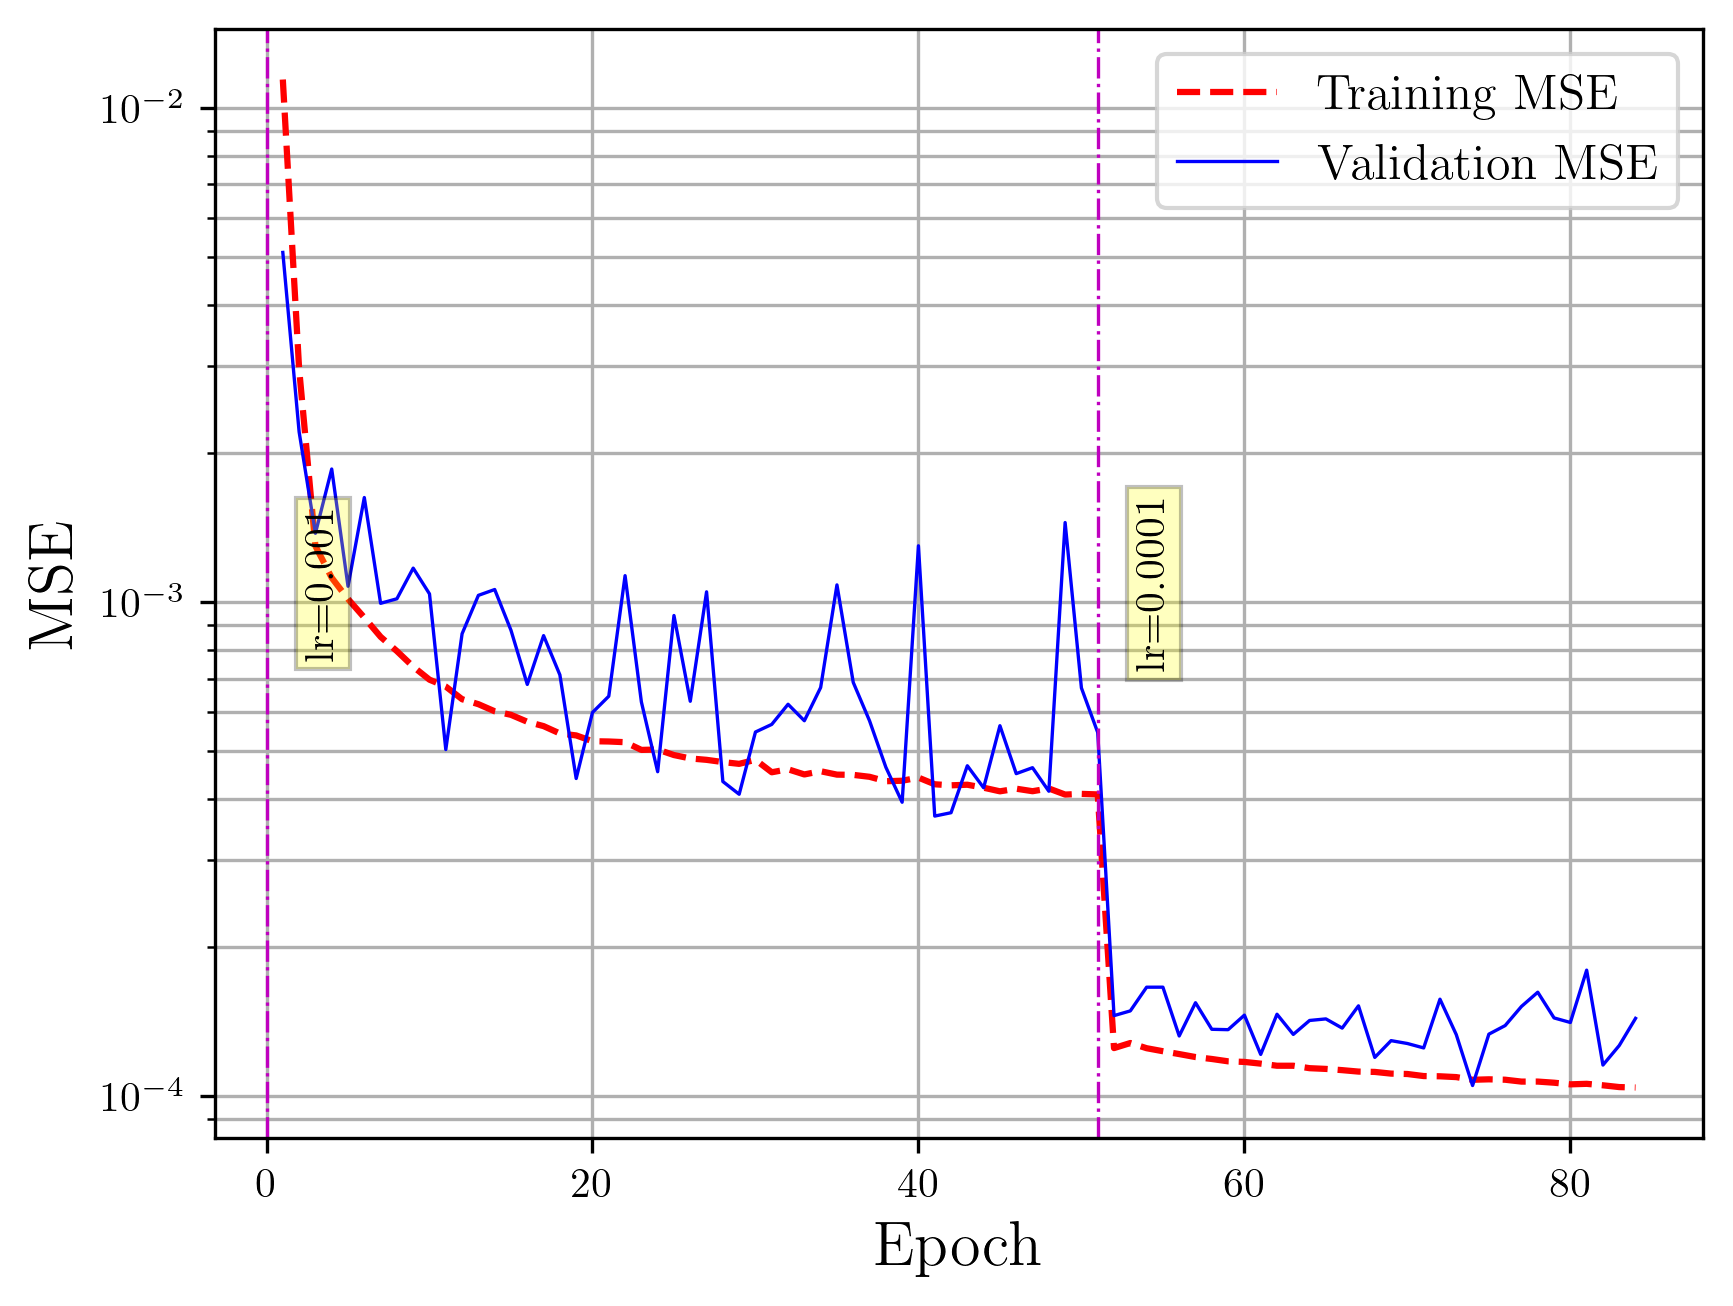 Training MSE
Validation MSE
MSE
10⁻²
10⁻³
10⁻⁴
lr=0.001
lr=0.0001
0 20 40 60 80
Epoch